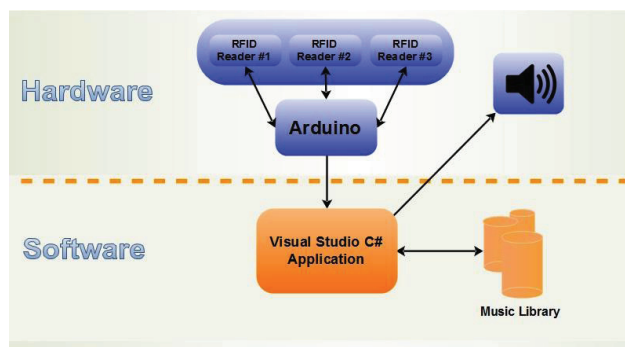 RFID
Reader #1
RFID
Reader #2
RFID
Reader #3
Hardware
Arduino
Software
Visual Studio C#
Application
Music Library